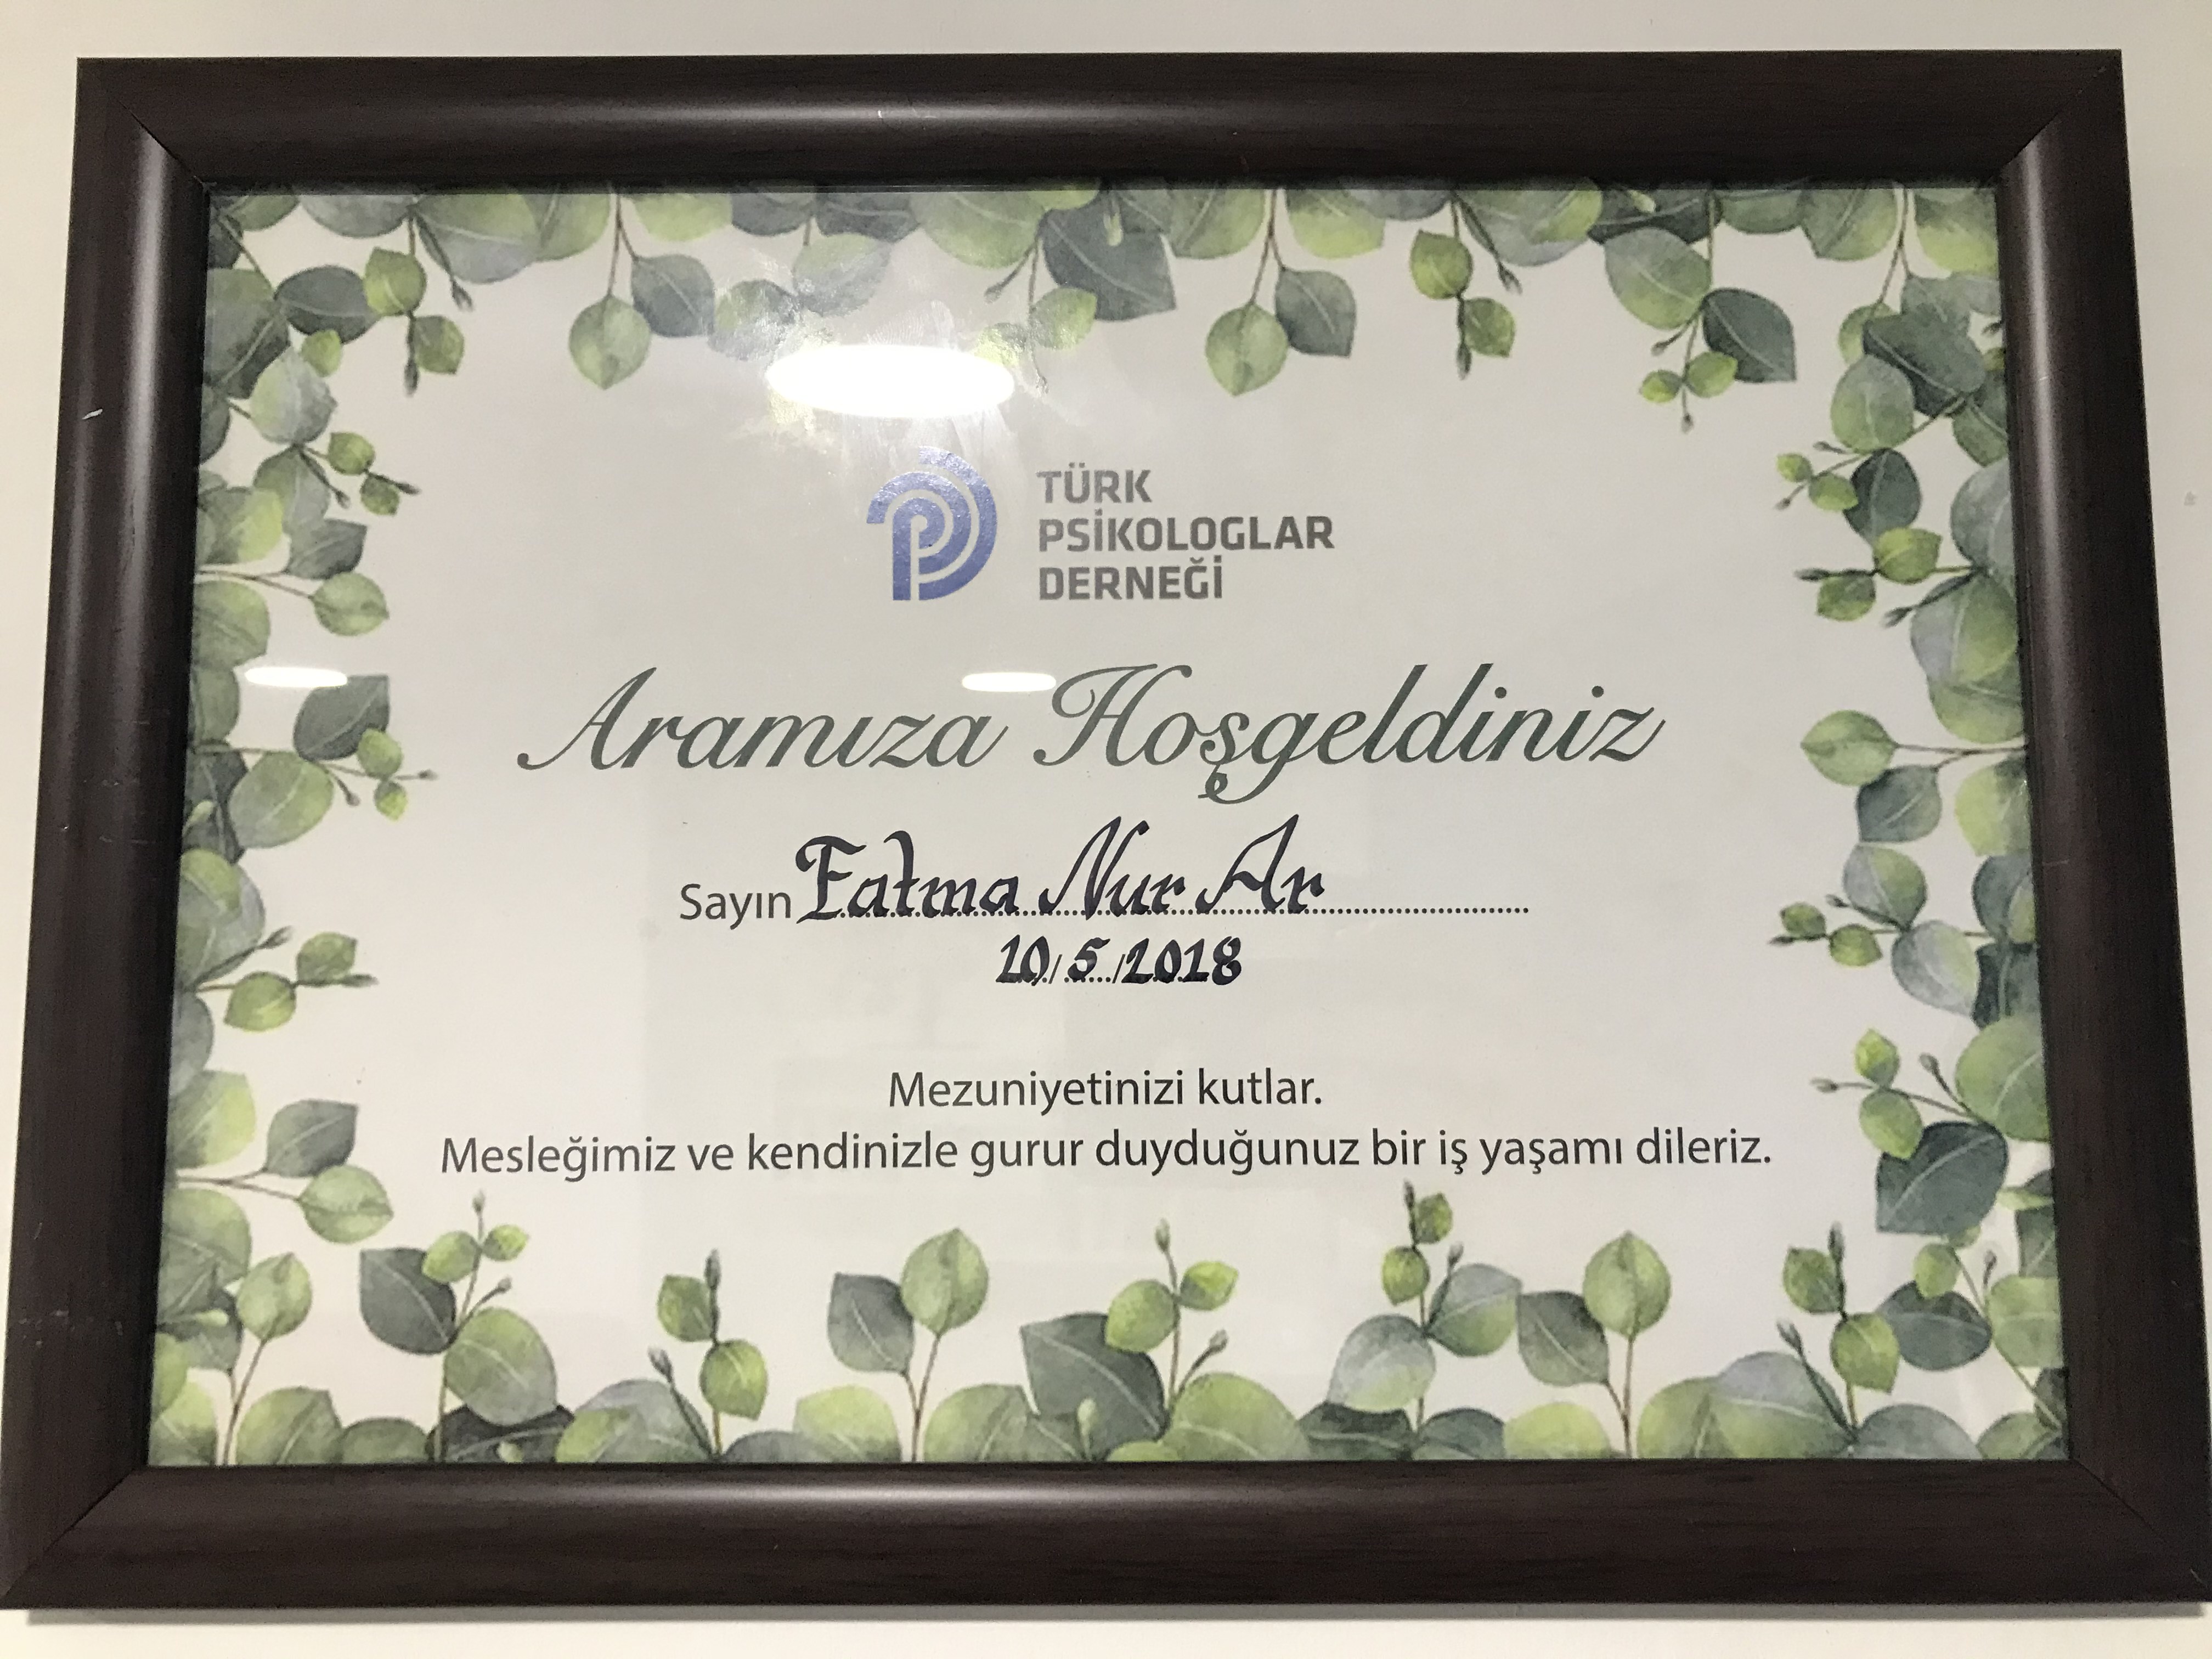 TÜRK
PSİKOLOGLAR
DERNEĞİ
Aramıza Hoşgeldiniz
Sayın Fatma Nur Ar
10/5/2018
Mezuniyetinizi kutlar.
Mesleğimiz ve kendinizle gurur duyduğunuz bir iş yaşamı dileriz.